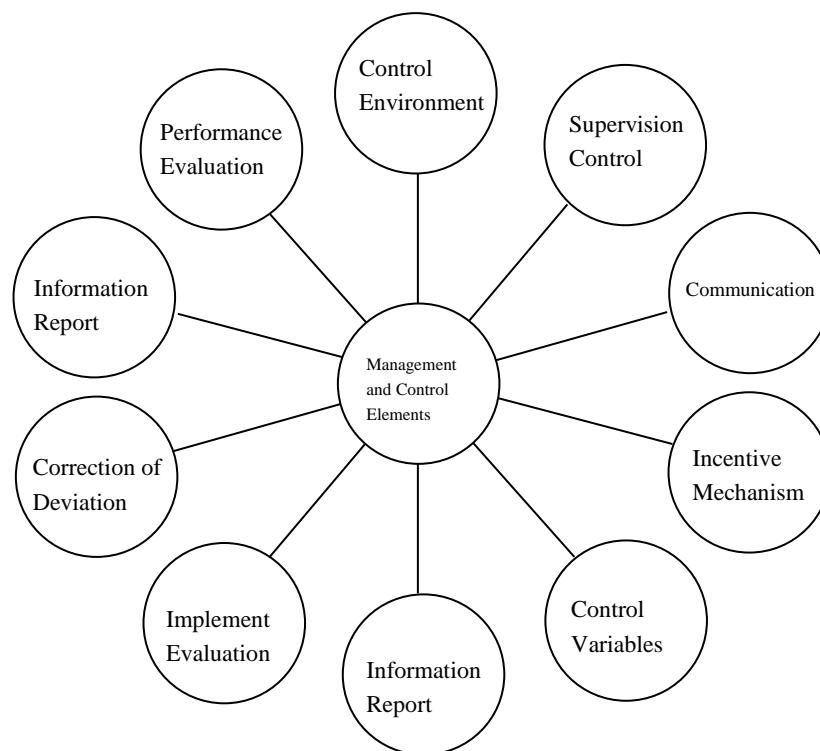 Control
Environment
Supervision
Control
Performance
Evaluation
Communication
Information
Report
Management
and Control
Elements
Incentive
Mechanism
Correction of
Deviation
Control
Variables
Implement
Evaluation
Information
Report